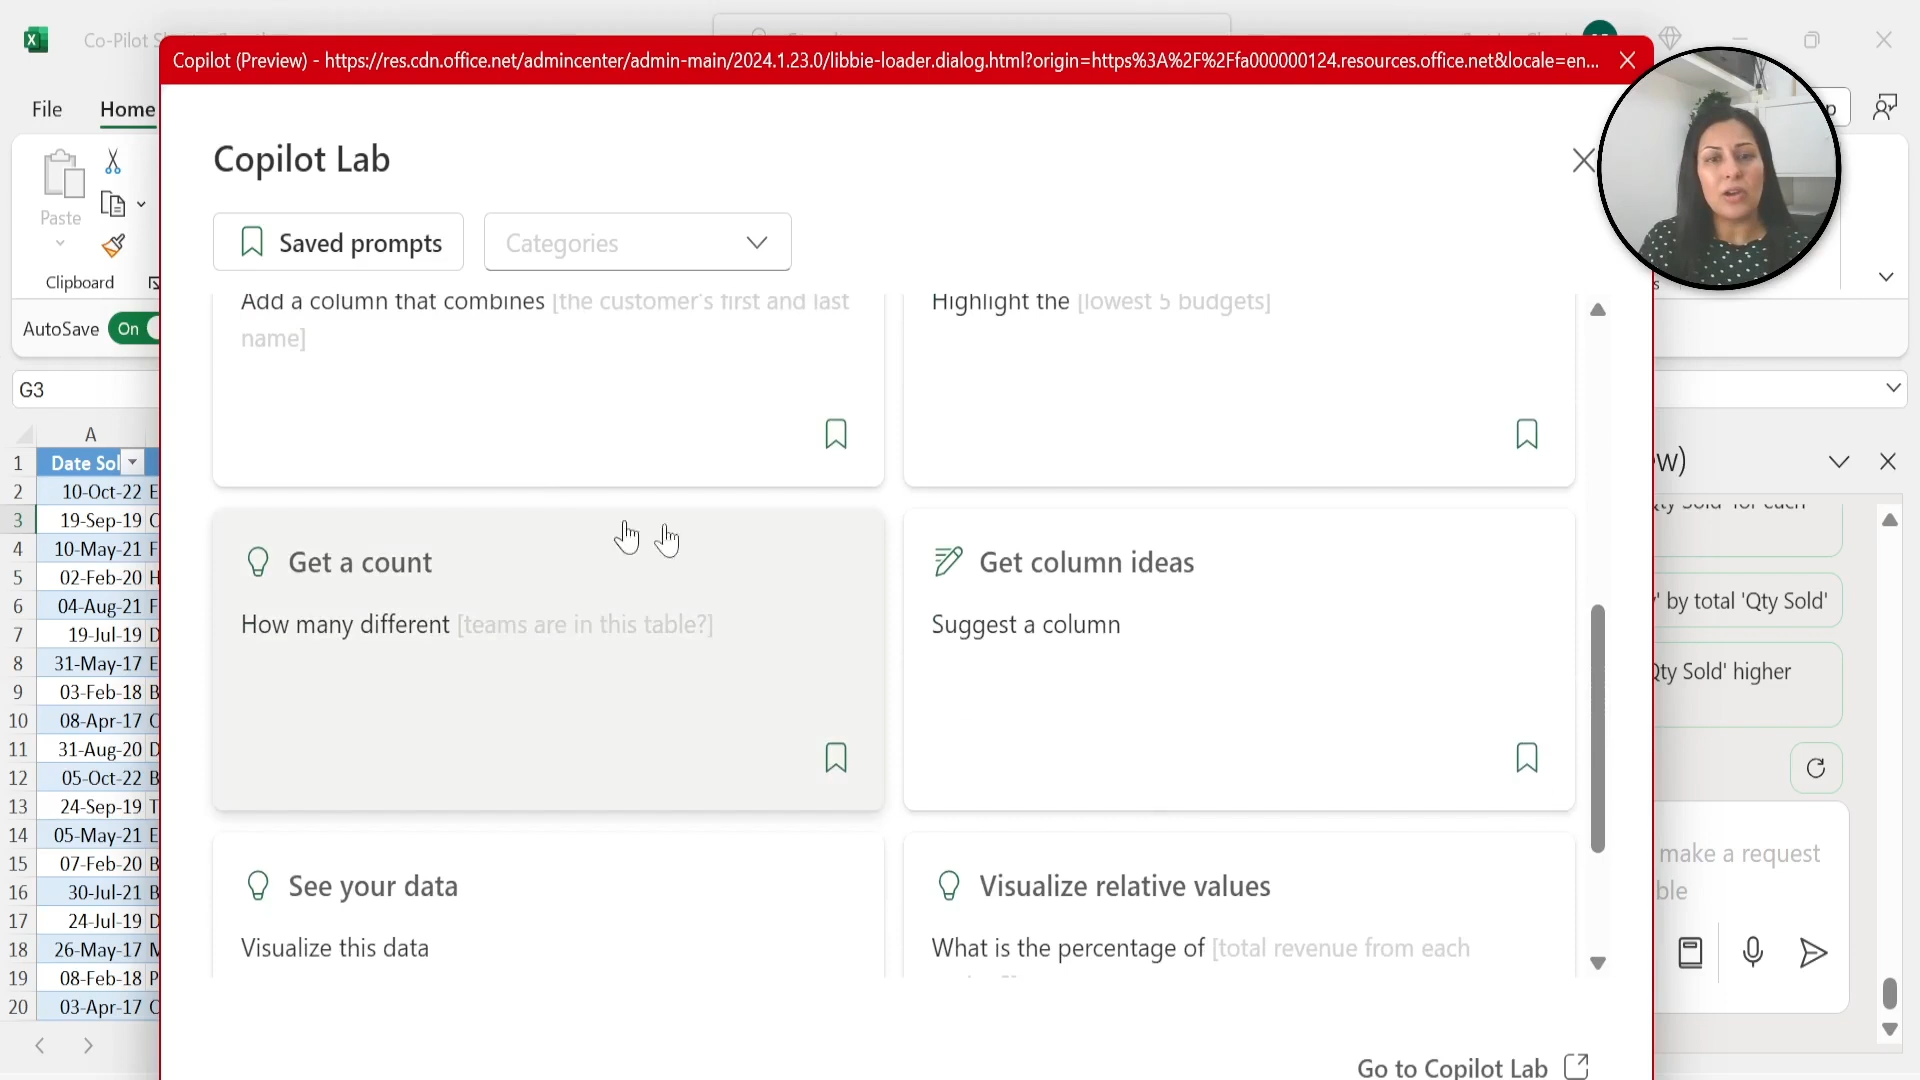 Copilot (Preview) - https://res.cdn.office.net/admincenter/admin-main/2024.1.23.0/libbie-loader.dialog.html?origin=https%3A%2F%2Ffa000000124.resources.office.net&locale=en...
File
Home
Paste
Clipboard
AutoSave
On
G3
A
1 Date Sol
2 10-Oct-22 E
3 19-Sep-19
4 10-May-21 F
5 02-Feb-20 H
6 04-Aug-21 F
7 19-Jul-19 D
8 31-May-17 E
9 03-Feb-18 B
10 08-Apr-17
11 31-Aug-20 D
12 05-Oct-22 B
13 24-Sep-19 T
14 05-May-21 E
15 07-Feb-20 B
16 30-Jul-21 B
17 24-Jul-19 D
18 26-May-17
19 08-Feb-18 P
20 03-Apr-17
Copilot Lab
Saved prompts
Categories
Add a column that combines [the customer's first and last
name]
Highlight the [lowest 5 budgets]
Get a count
How many different [teams are in this table?]
Get column ideas
Suggest a column
See your data
Visualize this data
Visualize relative values
What is the percentage of [total revenue from each
Go to Copilot Lab
w)
Qty Sold' for each
' by total 'Qty Sold'
Qty Sold' higher
make a request
ble